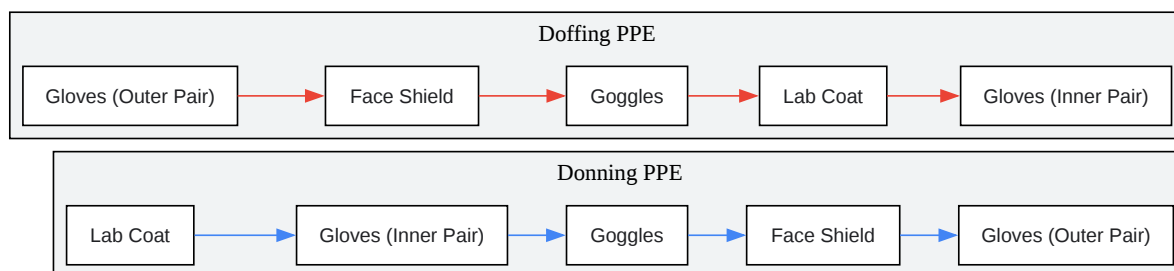 Doffing PPE
Gloves (Outer Pair)
Face Shield
Goggles
Lab Coat
Gloves (Inner Pair)
Donning PPE
Lab Coat
Gloves (Inner Pair)
Goggles
Face Shield
Gloves (Outer Pair)